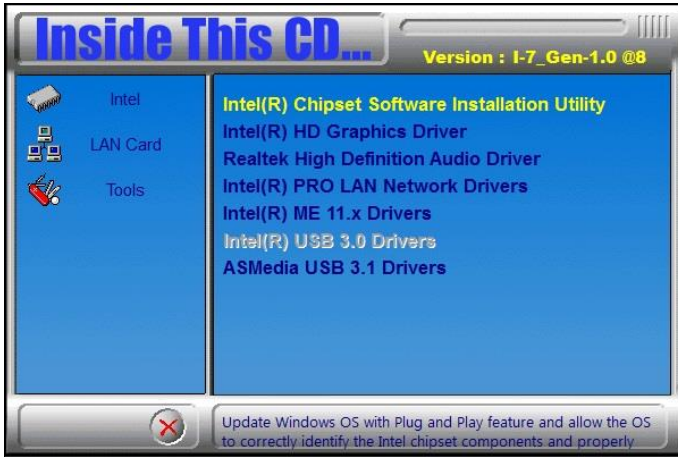 Inside This CD...
Version : I-7_Gen-1.0 @8
Intel
LAN Card
Tools
Intel(R) Chipset Software Installation Utility
Intel(R) HD Graphics Driver
Realtek High Definition Audio Driver
Intel(R) PRO LAN Network Drivers
Intel(R) ME 11.x Drivers
Intel(R) USB 3.0 Drivers
ASMedia USB 3.1 Drivers
Update Windows OS with Plug and Play feature and allow the OS
to correctly identify the Intel chipset components and properly